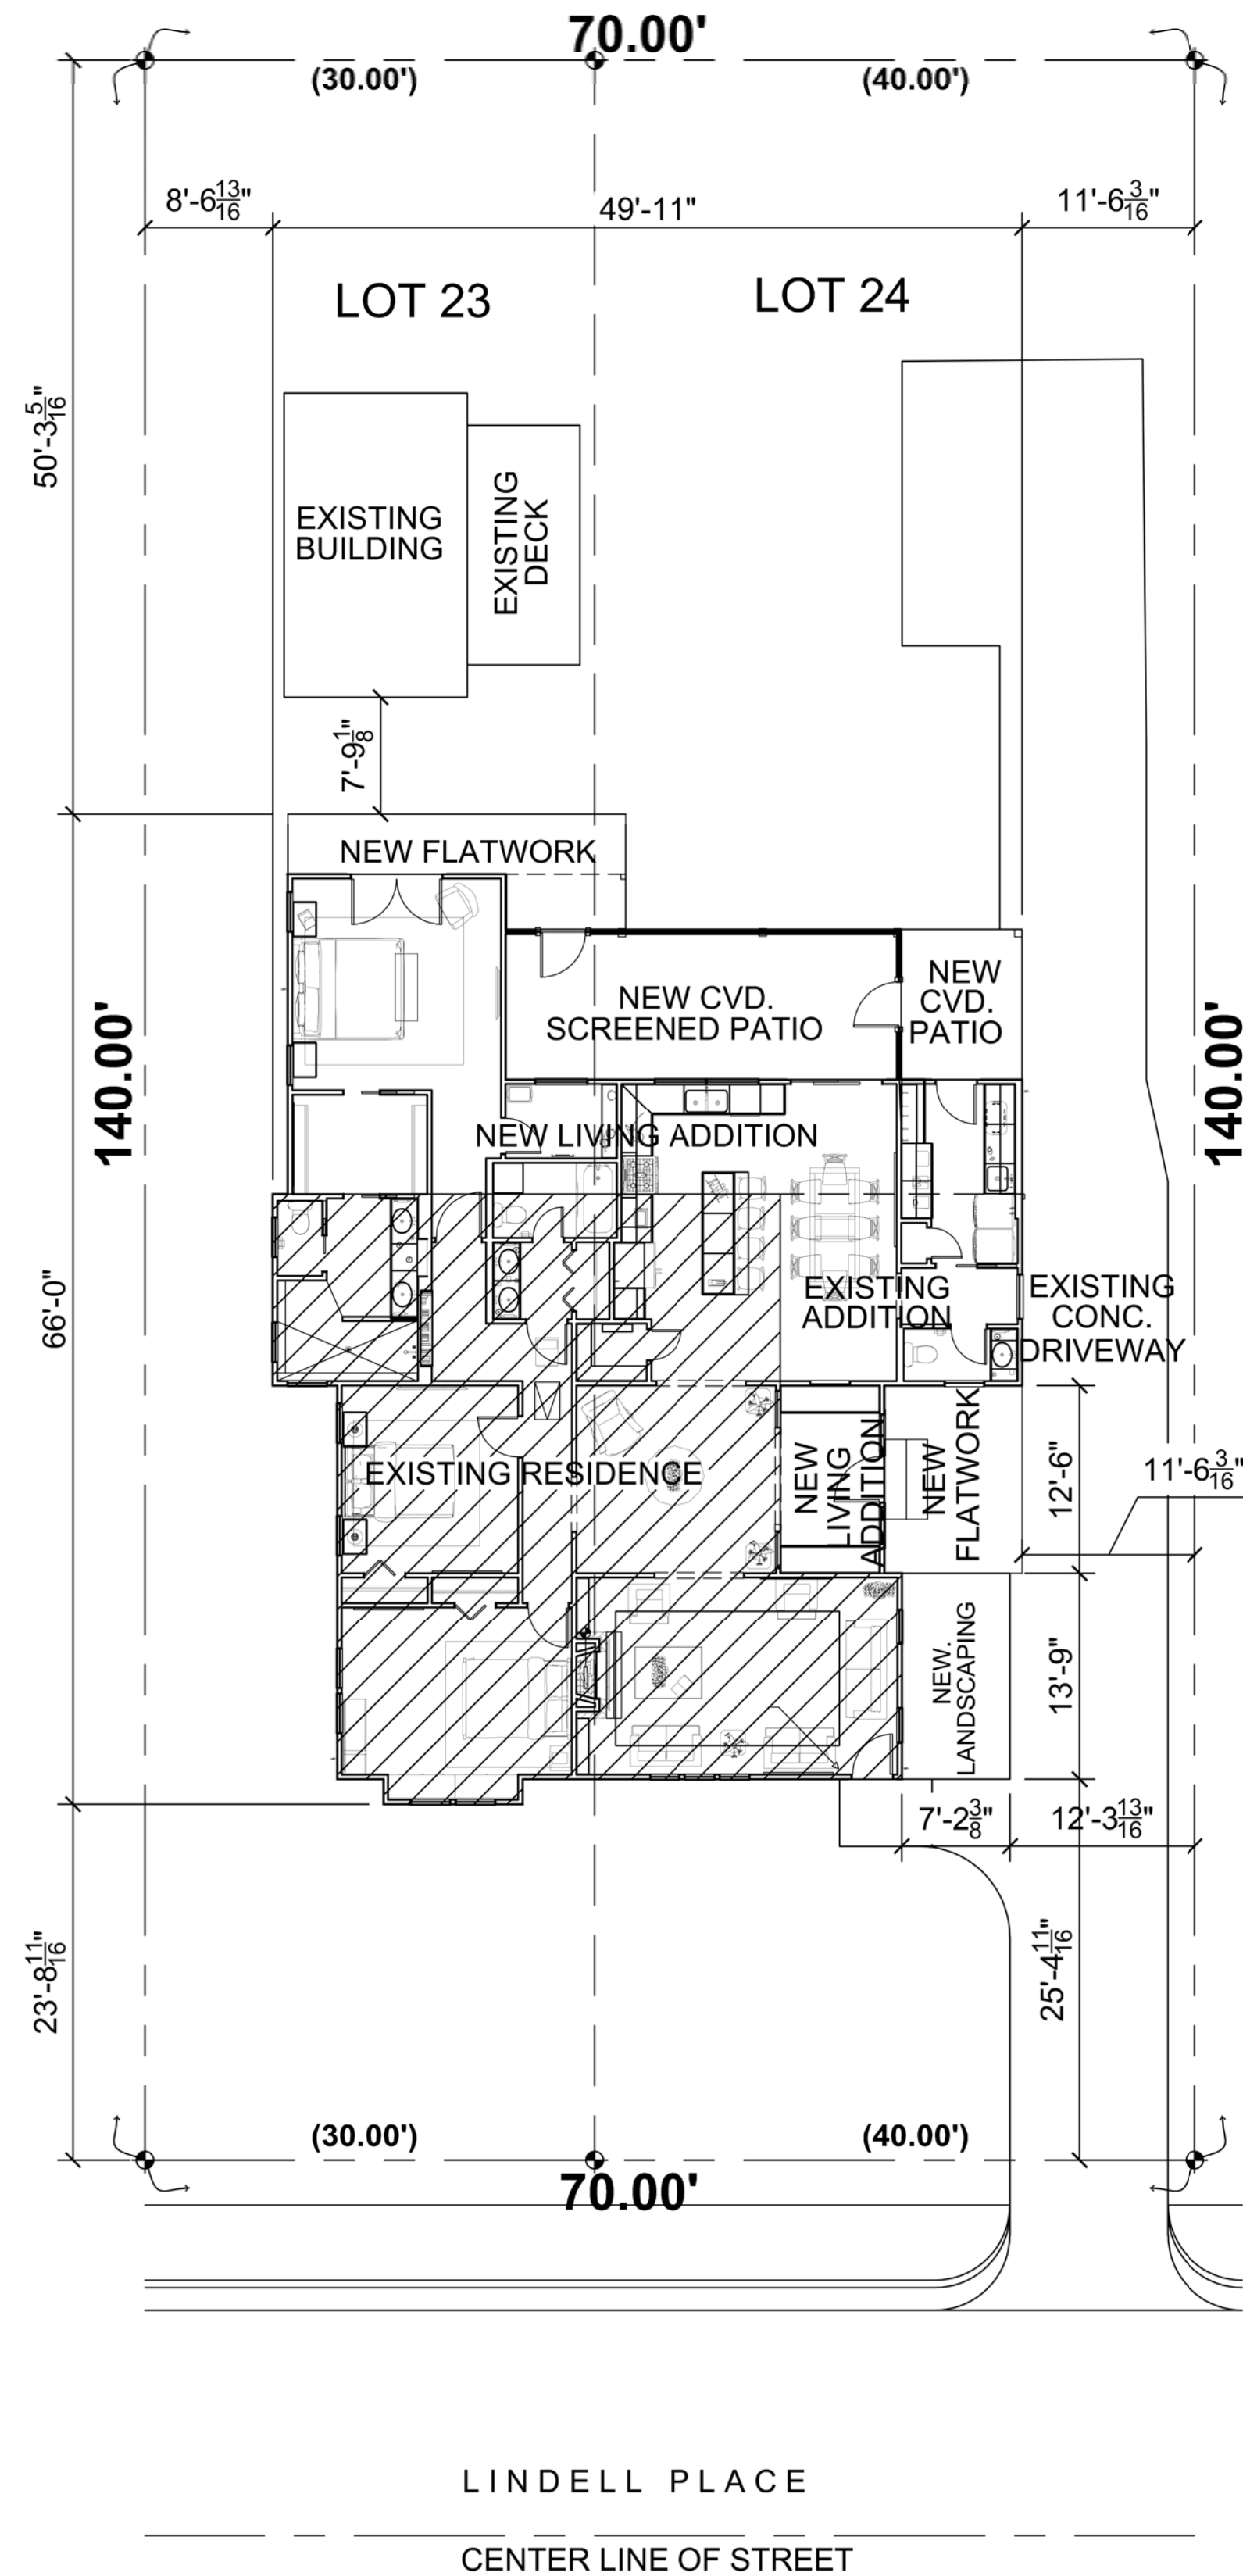 70.00'
(30.00')
(40.00')
8'-6 13/16"
49'-11"
11'-6 3/16"
LOT 23
LOT 24
50'-3 5/16"
EXISTING
BUILDING
EXISTING
DECK
7'-9 1/8"
NEW FLATWORK
NEW CVD.
SCREENED PATIO
NEW
CVD.
PATIO
140.00'
140.00'
NEW LIVING ADDITION
66'-0"
EXISTING
ADDITION
EXISTING
CONC.
DRIVEWAY
EXISTING RESIDENCE
NEW
LIVING
ADDITION
NEW
FLATWORK
12'-6"
11'-6 3/16"
NEW.
LANDSCAPING
13'-9"
7'-2 3/8"
12'-3 13/16"
23'-8 11/16"
25'-4 11/16"
(30.00')
(40.00')
70.00'
LINDELL PLACE
CENTER LINE OF STREET